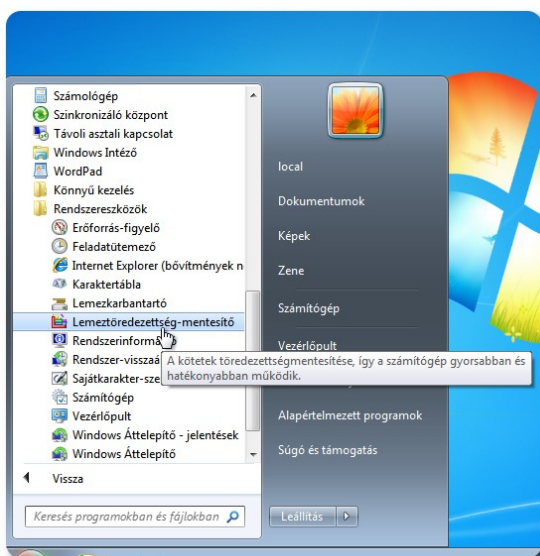 Számológép
Szinkronizáló központ
Távoli asztali kapcsolat
Windows Intéző
WordPad
Könnyű kezelés
Rendszereszközök
Erőforrás-figyelő
Feladatütemező
Internet Explorer (bővítmények n
Karaktertábla
Lemezkarbantartó
Lemeztöredezettség-mentesítő
Rendszerinform
Rendszer-visszaá
Sajátkarakter-sze
Számítógép
Vezérlőpult
Windows Áttelepítő - jelentések
Windows Áttelepítő
Vissza
Keresés programokban és fájlokban
local
Dokumentumok
Képek
Zene
Számítógép
Vezérlőpult
A kötetek töredezettségmentesítése, így a számítógép gyorsabban és
hatékonyabban működik.
Alapértelmezett programok
Súgó és támogatás
Leállítás